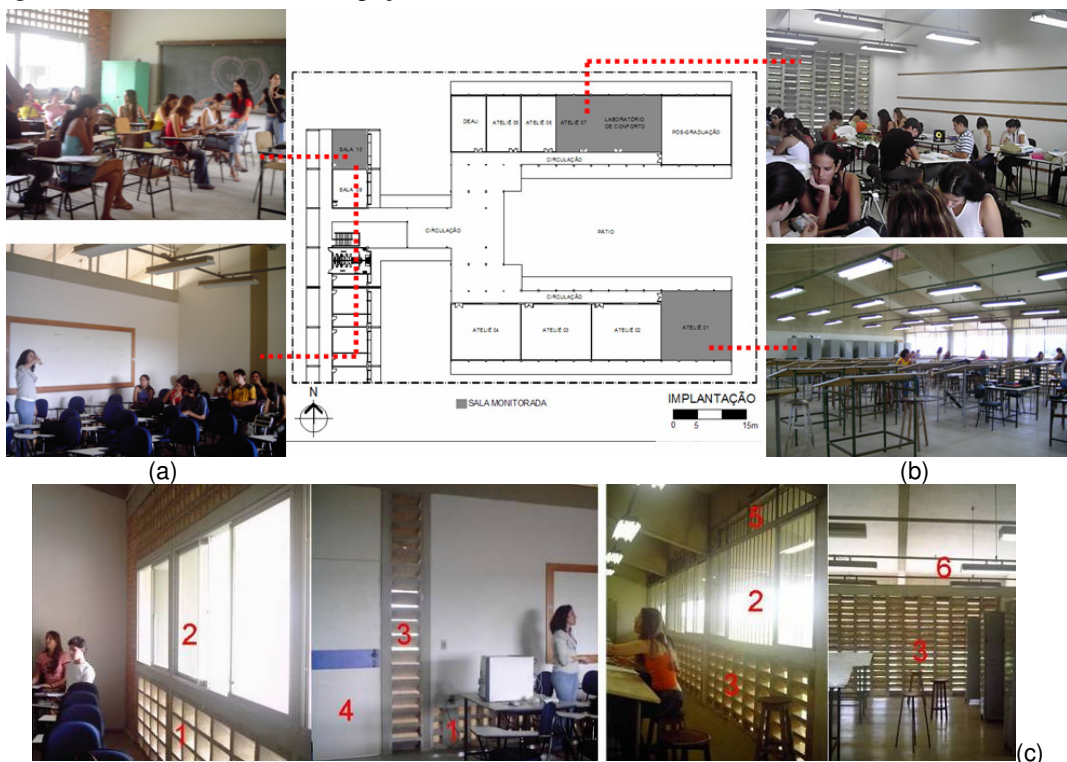 DEAU
ATELIÊ 05
ATELIÊ 06
ATELIÊ 07
LABORATÓRIO
DE CONFORTO
PÓS-GRADUAÇÃO
CIRCULAÇÃO
SALA 10
SALA 09
CIRCULAÇÃO
PÁTIO
CIRCULAÇÃO
ATELIÊ 04
ATELIÊ 03
ATELIÊ 02
ATELIÊ 01
N
SALA MONITORADA
IMPLANTAÇÃO
0 5 15m
(a)
(b)
2
1
3
4
1
5
2
3
6
3
(c)